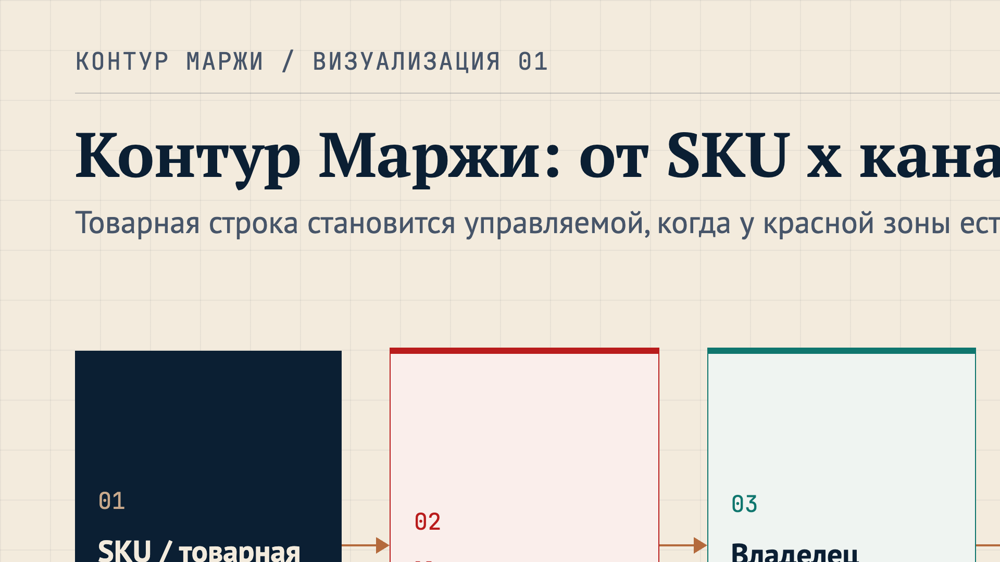 КОНТУР МАРЖИ / ВИЗУАЛИЗАЦИЯ 01
Контур Маржи: от SKU x кана
Товарная строка становится управляемой, когда у красной зоны ест
01
SKU / товарная
02
03
Владелец